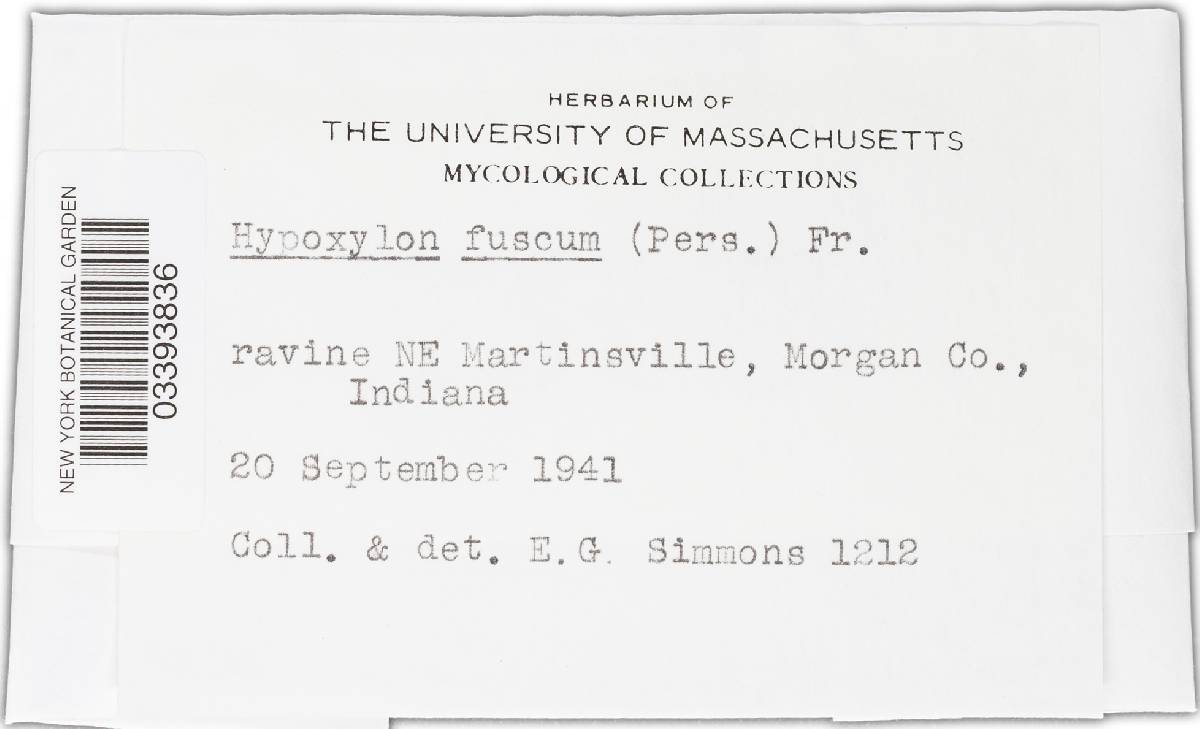 HERBARIUM OF
THE UNIVERSITY OF MASSACHUSETTS
MYCOLOGICAL COLLECTIONS
Hypoxylon fuscum (Pers.) Fr.
ravine NE Martinsville, Morgan Co.,
Indiana
20 September 1941
Coll. & det. E.G. Simmons 1212
NEW YORK BOTANICAL GARDEN
03393836